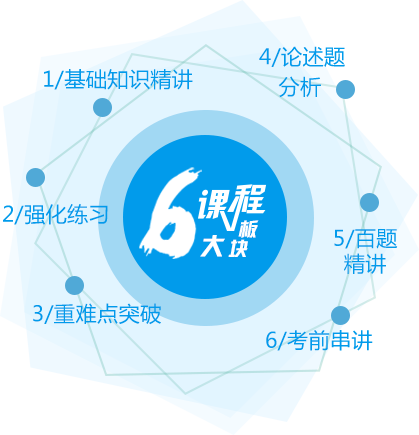 1/基础知识精讲
2/强化练习
3/重难点突破
4/论述题
分析
5/百题
精讲
6/考前串讲
6大
课程
板块